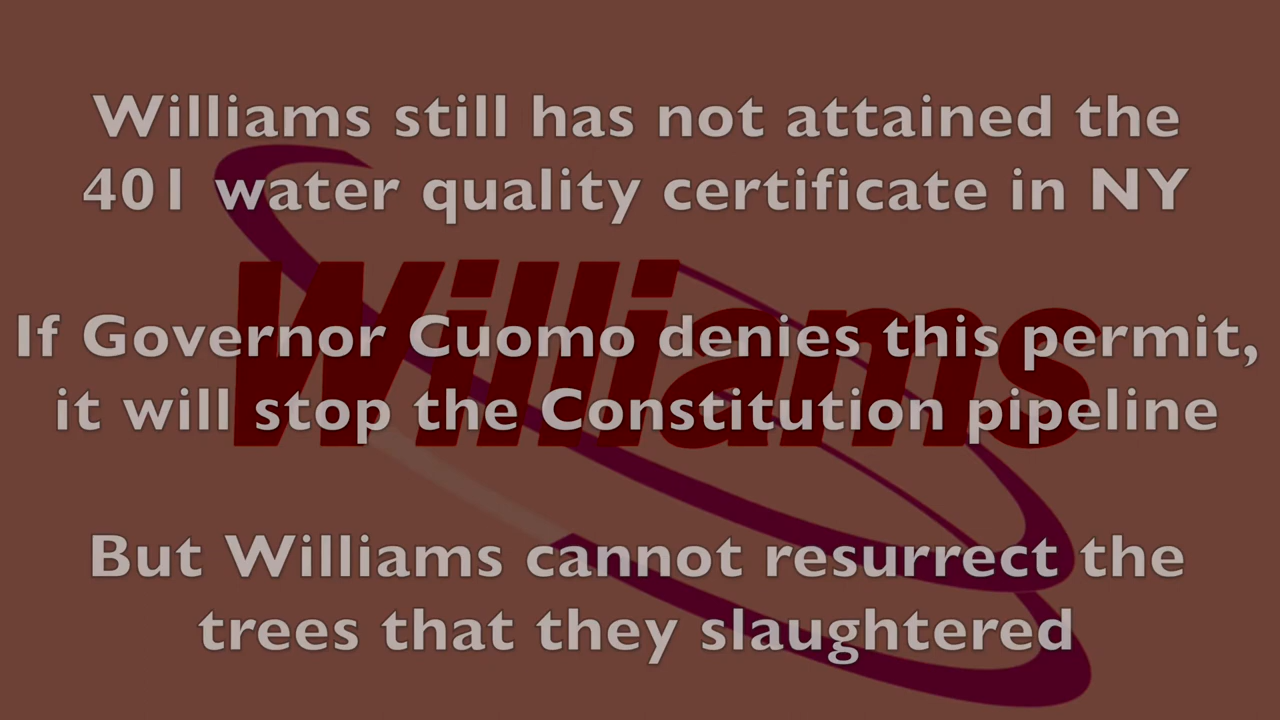 Williams still has not attained the
401 water quality certificate in NY
Williams
If Governor Cuomo denies this permit,
it will stop the Constitution pipeline
But Williams cannot resurrect the
trees that they slaughtered